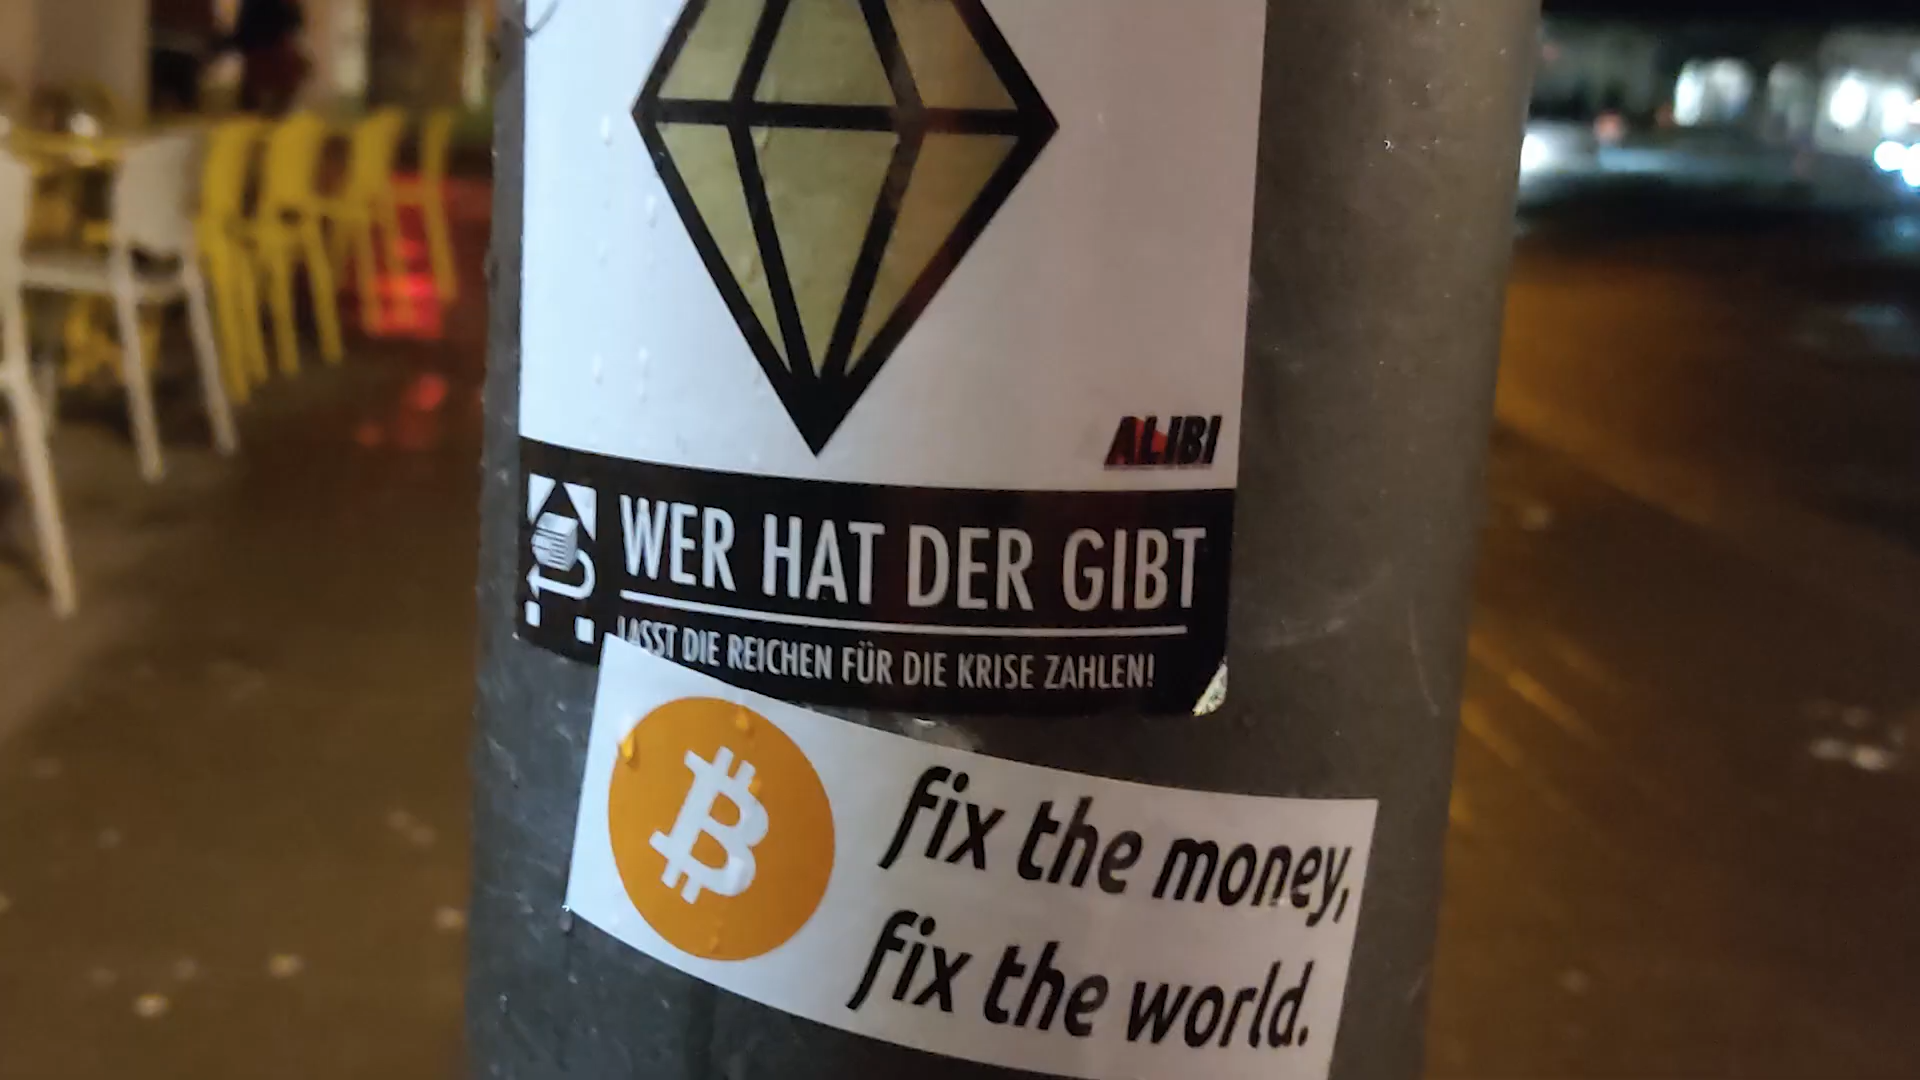 ALIBI
WER HAT DER GIBT
LASST DIE REICHEN FÜR DIE KRISE ZAHLEN!
fix the money,
fix the world.